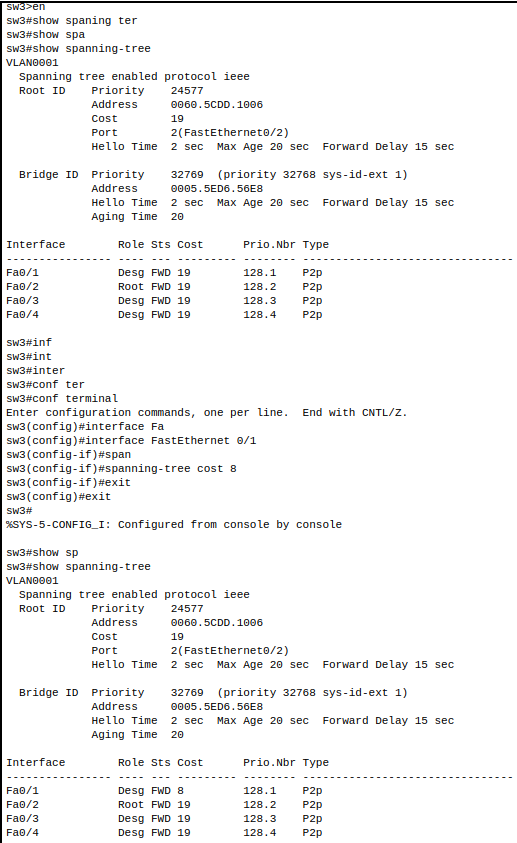 sw3>en
sw3#show spaning ter
sw3#show spa
sw3#show spanning-tree
VLAN0001
  Spanning tree enabled protocol ieee
  Root ID    Priority    24577
             Address     0060.5CDD.1006
             Cost        19
             Port        2(FastEthernet0/2)
             Hello Time  2 sec  Max Age 20 sec  Forward Delay 15 sec

  Bridge ID  Priority    32769  (priority 32768 sys-id-ext 1)
             Address     0005.5ED6.56E8
             Hello Time  2 sec  Max Age 20 sec  Forward Delay 15 sec
             Aging Time  20

Interface        Role Sts Cost      Prio.Nbr Type
---------------- ---- --- --------- -------- --------------------------------
Fa0/1            Desg FWD 19        128.1    P2p
Fa0/2            Root FWD 19        128.2    P2p
Fa0/3            Desg FWD 19        128.3    P2p
Fa0/4            Desg FWD 19        128.4    P2p

sw3#inf
sw3#int
sw3#inter
sw3#conf ter
sw3#conf terminal
Enter configuration commands, one per line.  End with CNTL/Z.
sw3(config)#interface Fa
sw3(config)#interface FastEthernet 0/1
sw3(config-if)#span
sw3(config-if)#spanning-tree cost 8
sw3(config-if)#exit
sw3(config)#exit
sw3#
%SYS-5-CONFIG_I: Configured from console by console

sw3#show sp
sw3#show spanning-tree
VLAN0001
  Spanning tree enabled protocol ieee
  Root ID    Priority    24577
             Address     0060.5CDD.1006
             Cost        19
             Port        2(FastEthernet0/2)
             Hello Time  2 sec  Max Age 20 sec  Forward Delay 15 sec

  Bridge ID  Priority    32769  (priority 32768 sys-id-ext 1)
             Address     0005.5ED6.56E8
             Hello Time  2 sec  Max Age 20 sec  Forward Delay 15 sec
             Aging Time  20

Interface        Role Sts Cost      Prio.Nbr Type
---------------- ---- --- --------- -------- --------------------------------
Fa0/1            Desg FWD 8         128.1    P2p
Fa0/2            Root FWD 19        128.2    P2p
Fa0/3            Desg FWD 19        128.3    P2p
Fa0/4            Desg FWD 19        128.4    P2p